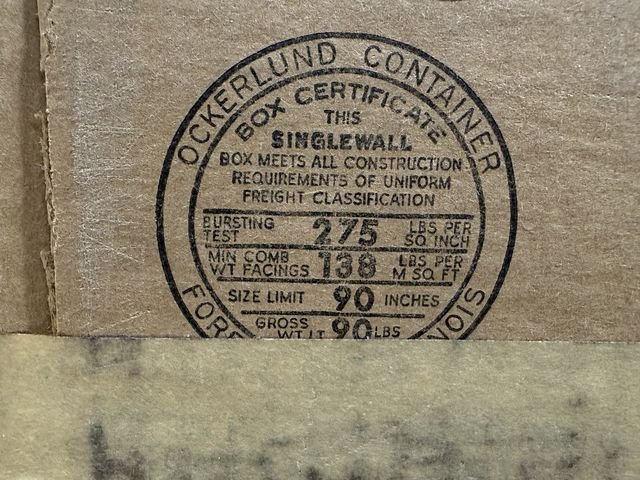 OCKERLUND CONTAINER
BOX CERTIFICATE
THIS
SINGLEWALL
BOX MEETS ALL CONSTRUCTION
REQUIREMENTS OF UNIFORM
FREIGHT CLASSIFICATION
BURSTING TEST 275 LBS PER SQ INCH
MIN COMB WT FACINGS 138 LBS PER M SQ FT
SIZE LIMIT 90 INCHES
GROSS WT LT 90 LBS